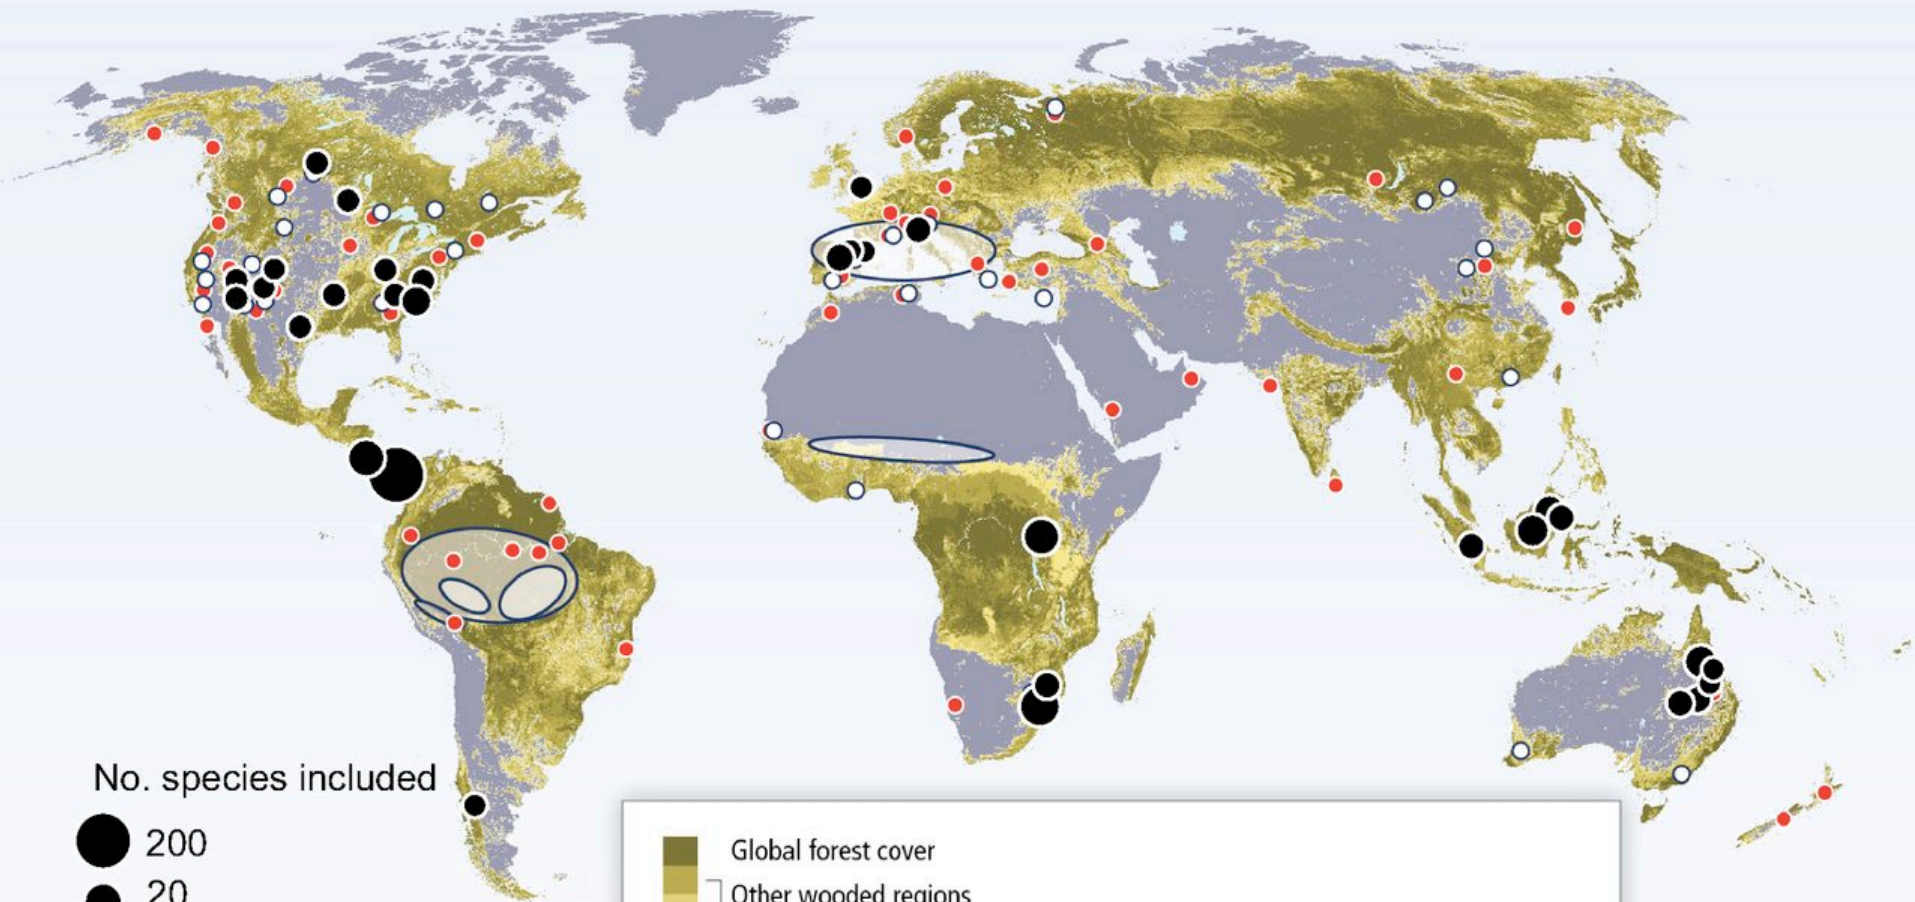 No. species included
200
20
Global forest cover
Other wooded regions